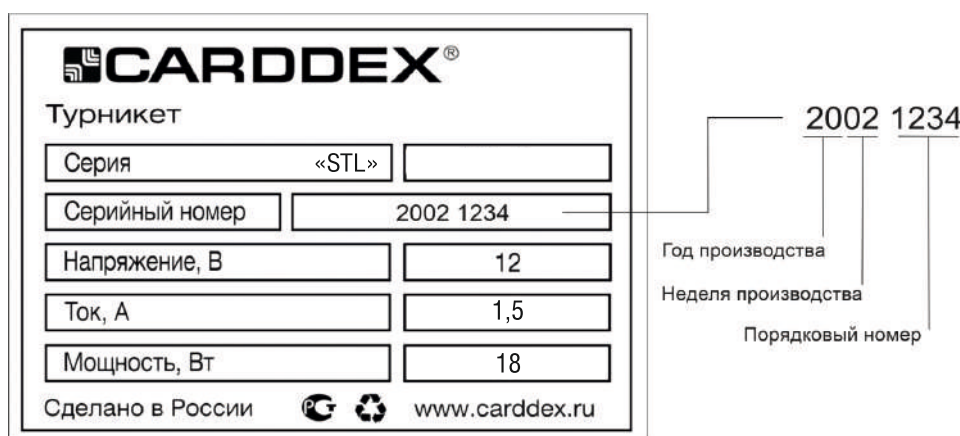 CARDDEX®
Турникет
Серия «STL»
Серийный номер 2002 1234
Напряжение, В 12
Ток, А 1,5
Мощность, Вт 18
Сделано в России РСТ www.carddex.ru
2002 1234
Год производства
Неделя производства
Порядковый номер